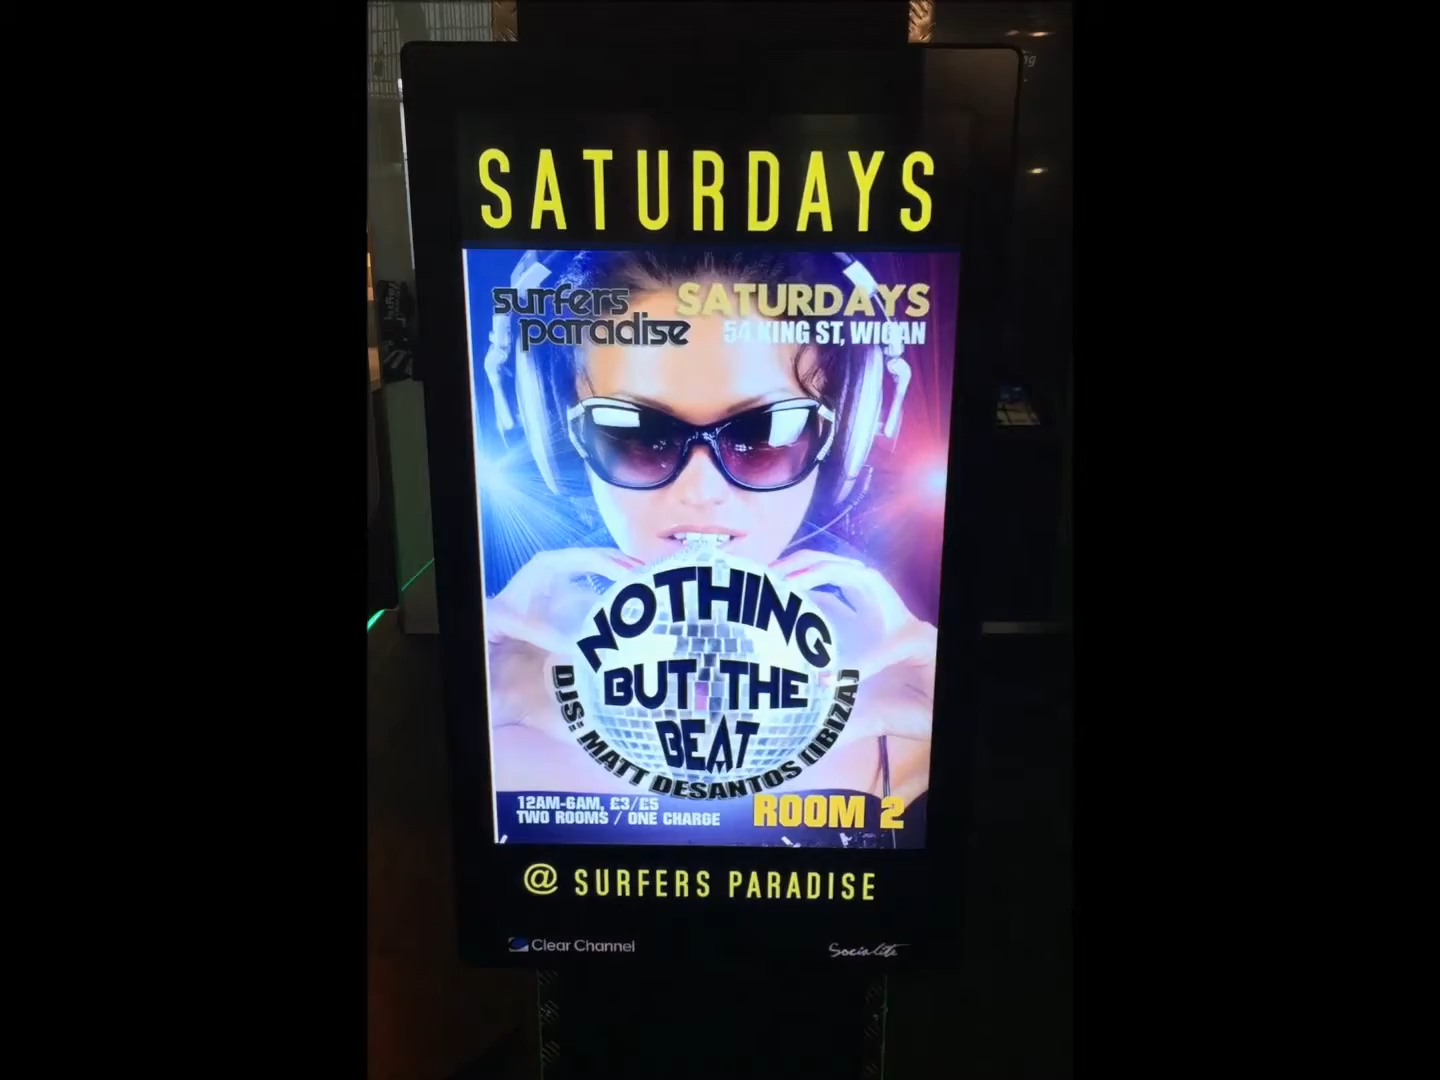 SATURDAYS
surfers
paradise
SATURDAYS
54 KING ST, WIGAN
NOTHING
BUT THE
BEAT
DJS: MATT DESANTOS (IBIZA)
12AM-6AM, £3/£5
TWO ROOMS / ONE CHARGE
ROOM 2
@ SURFERS PARADISE
Clear Channel
Socialite